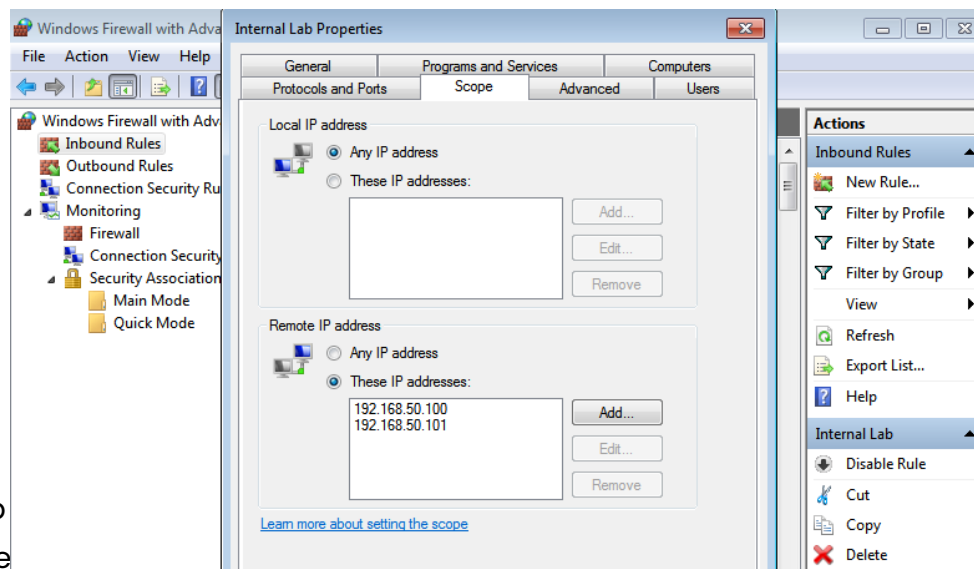 Windows Firewall with Adva
File Action View Help
Windows Firewall with Adv
Inbound Rules
Outbound Rules
Connection Security Ru
Monitoring
Firewall
Connection Security
Security Association
Main Mode
Quick Mode
Internal Lab Properties
General Programs and Services Computers
Protocols and Ports Scope Advanced Users
Local IP address
Any IP address
These IP addresses:
Add...
Edit...
Remove
Remote IP address
Any IP address
These IP addresses:
192.168.50.100
192.168.50.101
Add...
Edit...
Remove
Learn more about setting the scope
Actions
Inbound Rules
New Rule...
Filter by Profile
Filter by State
Filter by Group
View
Refresh
Export List...
Help
Internal Lab
Disable Rule
Cut
Copy
Delete
e